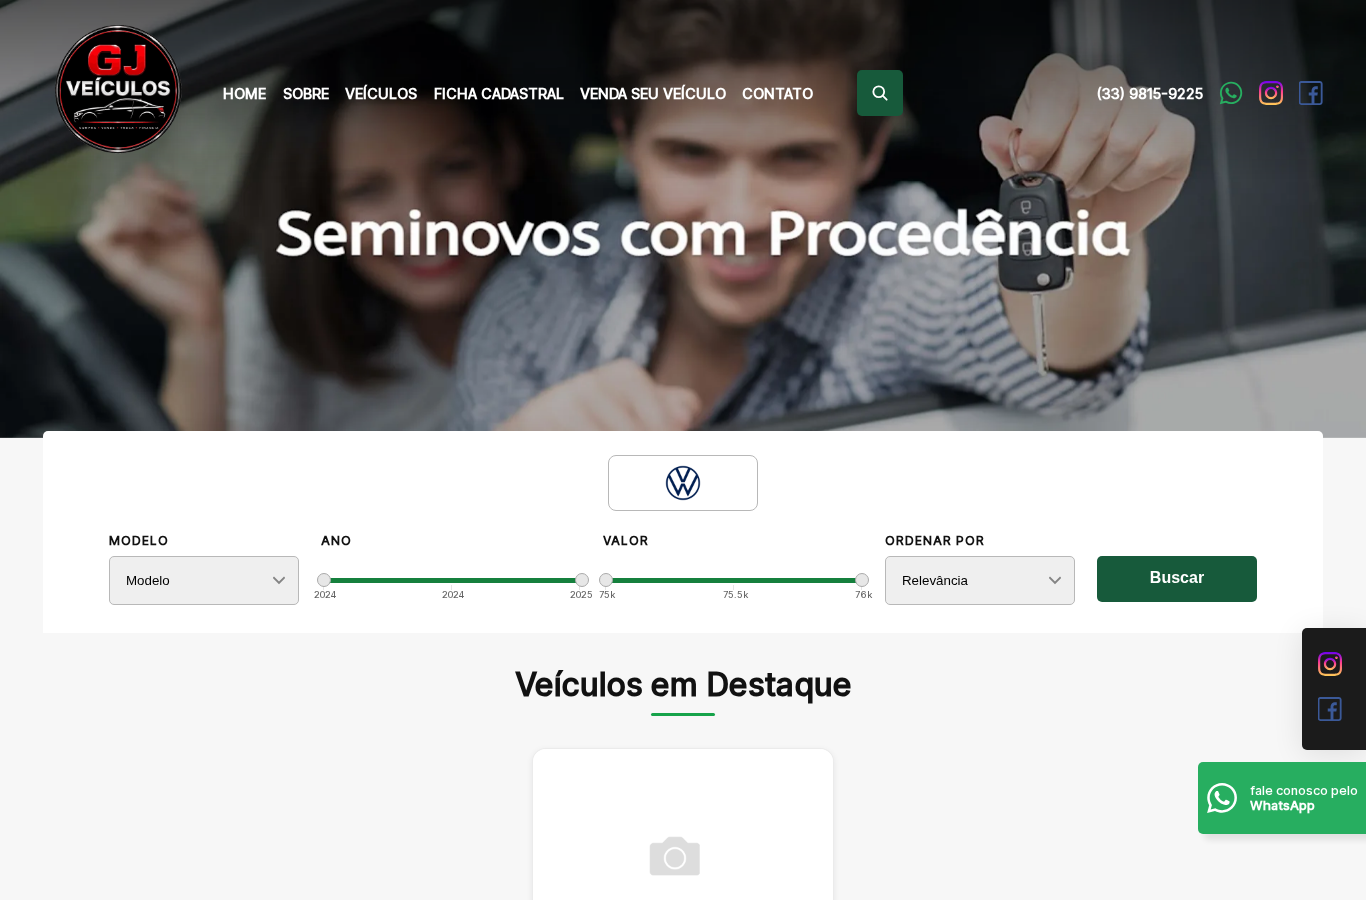 GJ
VEÍCULOS
HOME SOBRE VEÍCULOS FICHA CADASTRAL VENDA SEU VEÍCULO CONTATO
(33) 9815-9225
Seminovos com Procedência
MODELO
Modelo
ANO
2024 2024 2025
VALOR
75k 75.5k 76k
ORDENAR POR
Relevância
Buscar
Veículos em Destaque
fale conosco pelo
WhatsApp